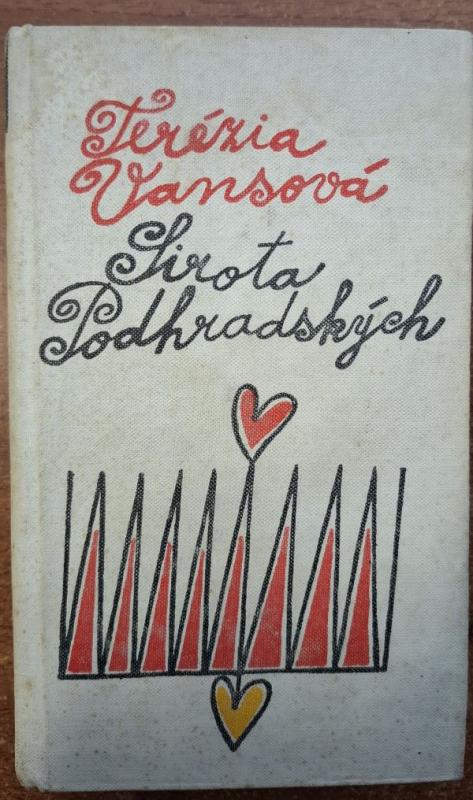 Terézia
Vansová
Sirota
Podhradských